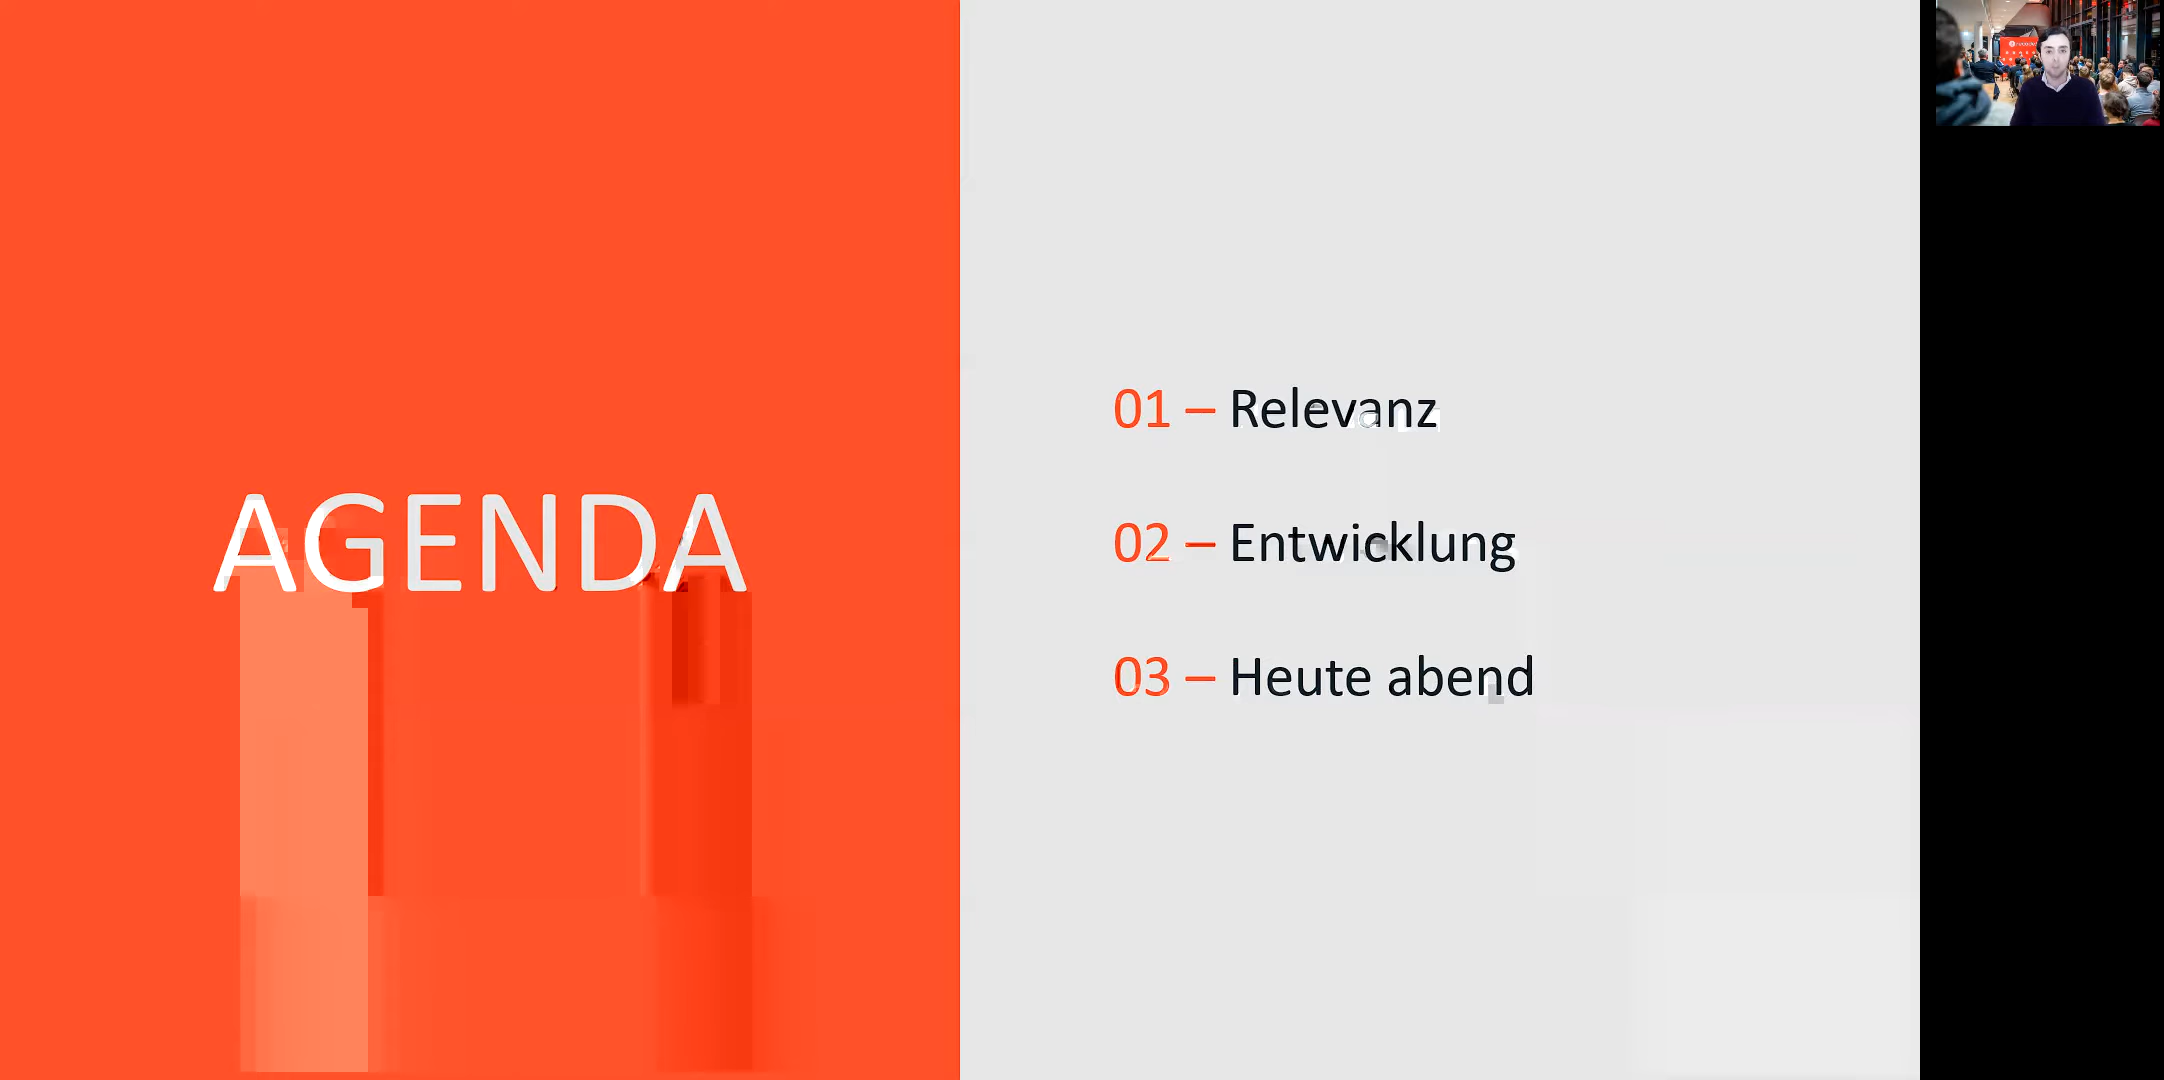 AGENDA
01 – Relevanz
02 – Entwicklung
03 – Heute abend